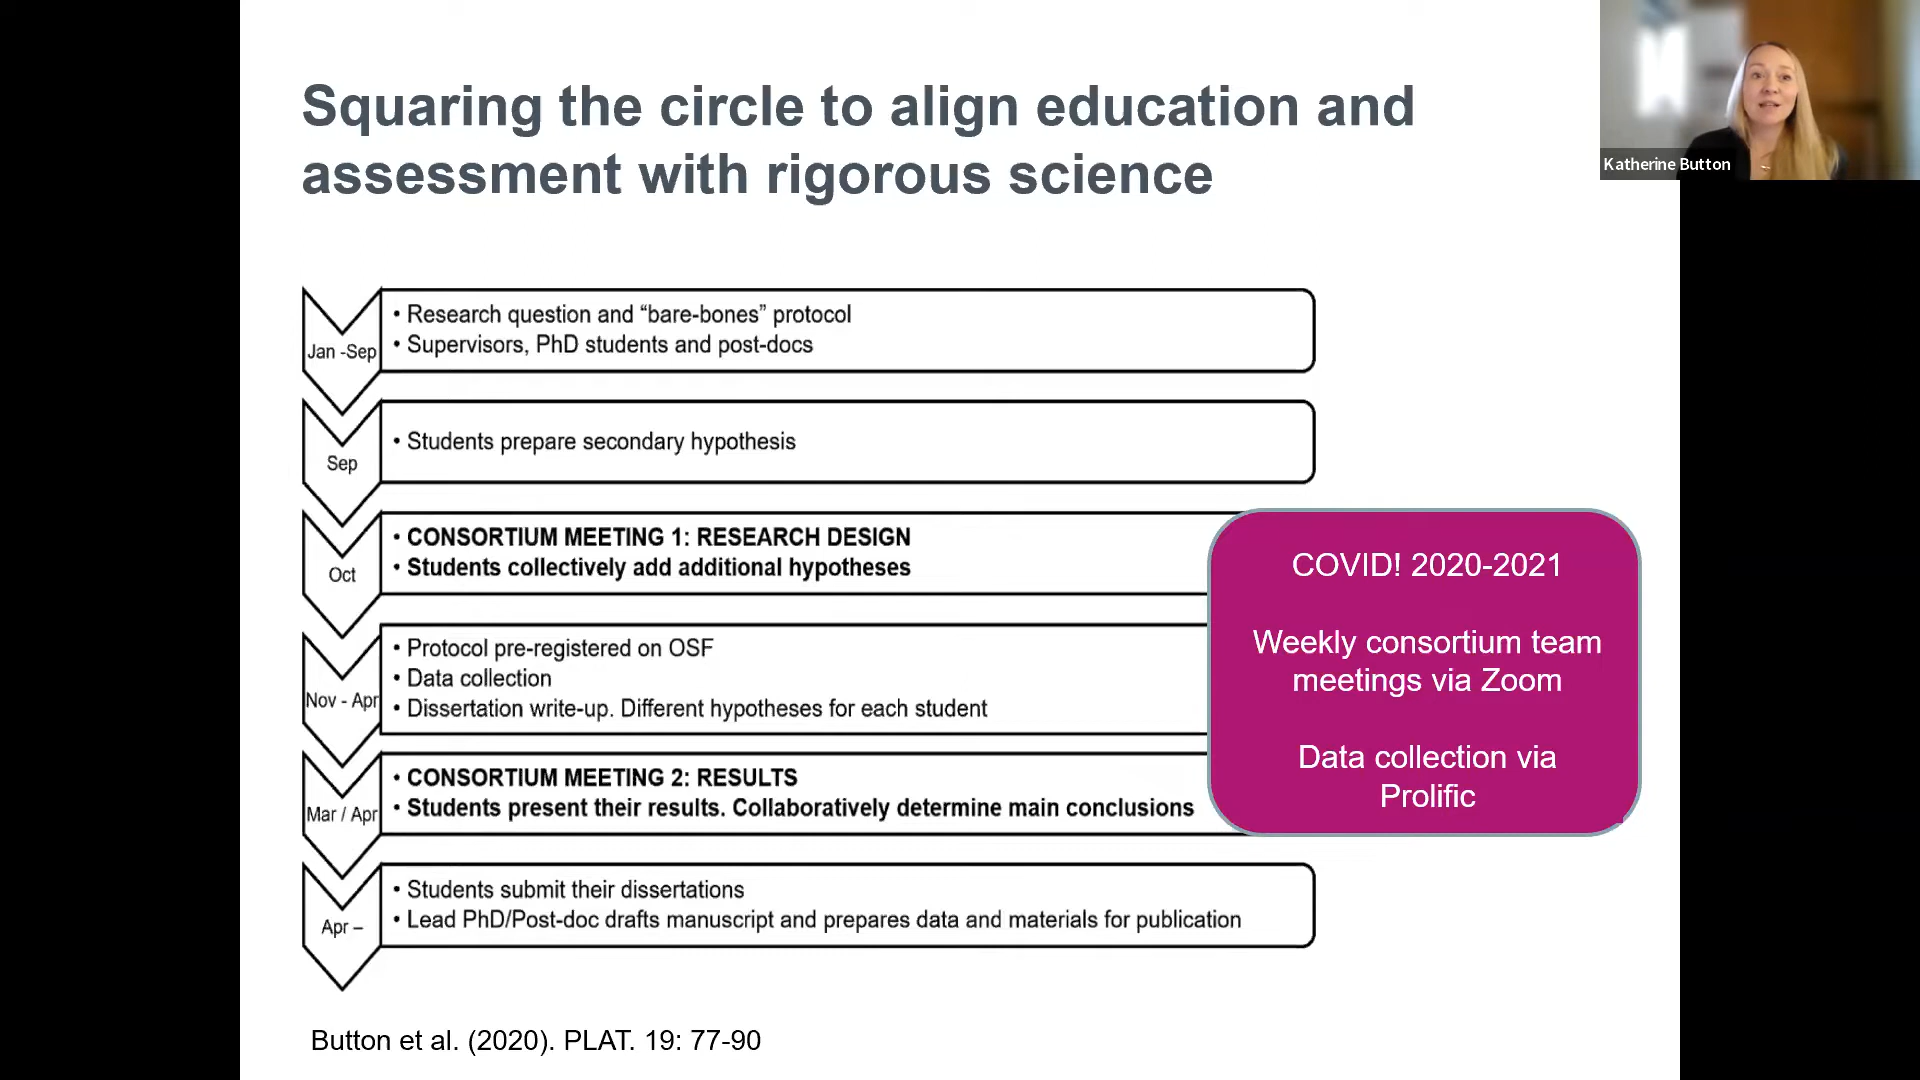 Squaring the circle to align education and
assessment with rigorous science
Katherine Button
Jan -Sep
• Research question and “bare-bones” protocol
• Supervisors, PhD students and post-docs
Sep
• Students prepare secondary hypothesis
Oct
• CONSORTIUM MEETING 1: RESEARCH DESIGN
• Students collectively add additional hypotheses
Nov - Apr
• Protocol pre-registered on OSF
• Data collection
• Dissertation write-up. Different hypotheses for each student
Mar / Apr
• CONSORTIUM MEETING 2: RESULTS
• Students present their results. Collaboratively determine main conclusions
Apr –
• Students submit their dissertations
• Lead PhD/Post-doc drafts manuscript and prepares data and materials for publication
COVID! 2020-2021
Weekly consortium team
meetings via Zoom
Data collection via
Prolific
Button et al. (2020). PLAT. 19: 77-90